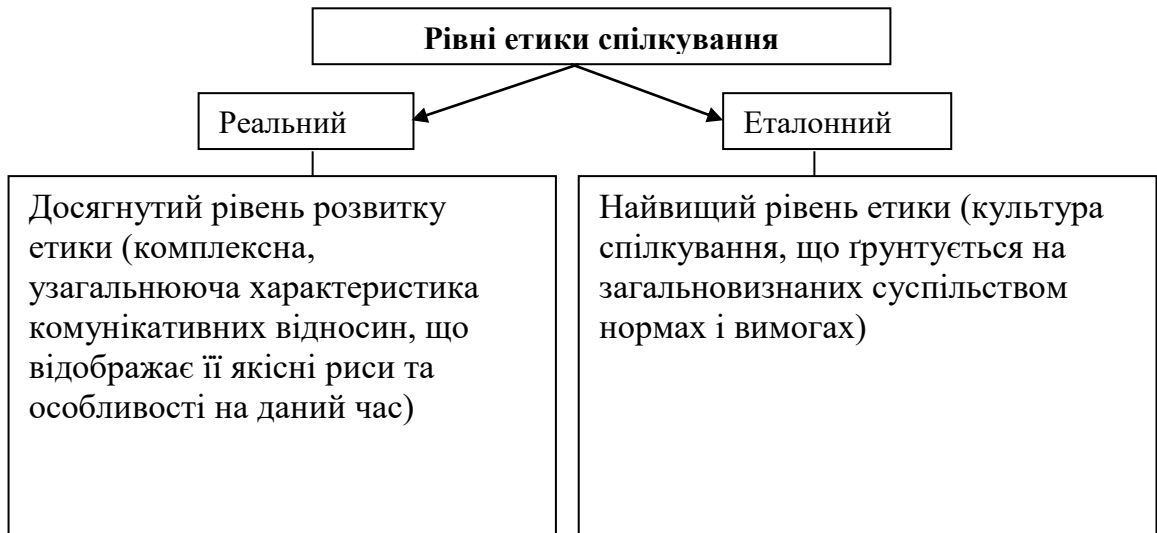 Рівні етики спілкування
Реальний
Еталонний
Досягнутий рівень розвитку
етики (комплексна,
узагальнююча характеристика
комунікативних відносин, що
відображає її якісні риси та
особливості на даний час)
Найвищий рівень етики (культура
спілкування, що ґрунтується на
загальновизнаних суспільством
нормах і вимогах)